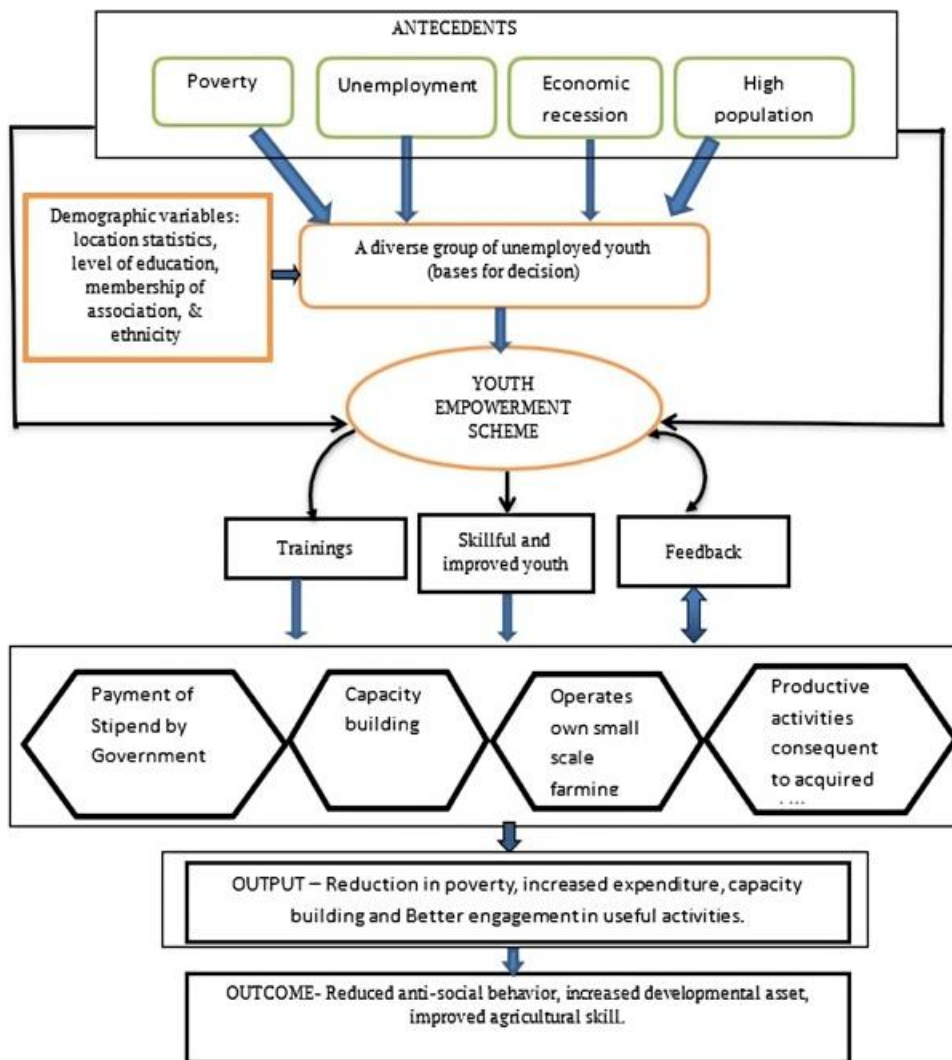 ANTECEDENTS
Poverty
Unemployment
Economic
recession
High
population
Demographic variables:
location statistics,
level of education,
membership of
association, &
ethnicity
A diverse group of unemployed youth
(bases for decision)
YOUTH
EMPOWERMENT
SCHEME
Trainings
Skillful and
improved youth
Feedback
Payment of
Stipend by
Government
Capacity
building
Operates
own small
scale
farming
Productive
activities
consequent
to acquired
OUTPUT – Reduction in poverty, increased expenditure, capacity
building and Better engagement in useful activities.
OUTCOME- Reduced anti-social behavior, increased developmental asset,
improved agricultural skill.